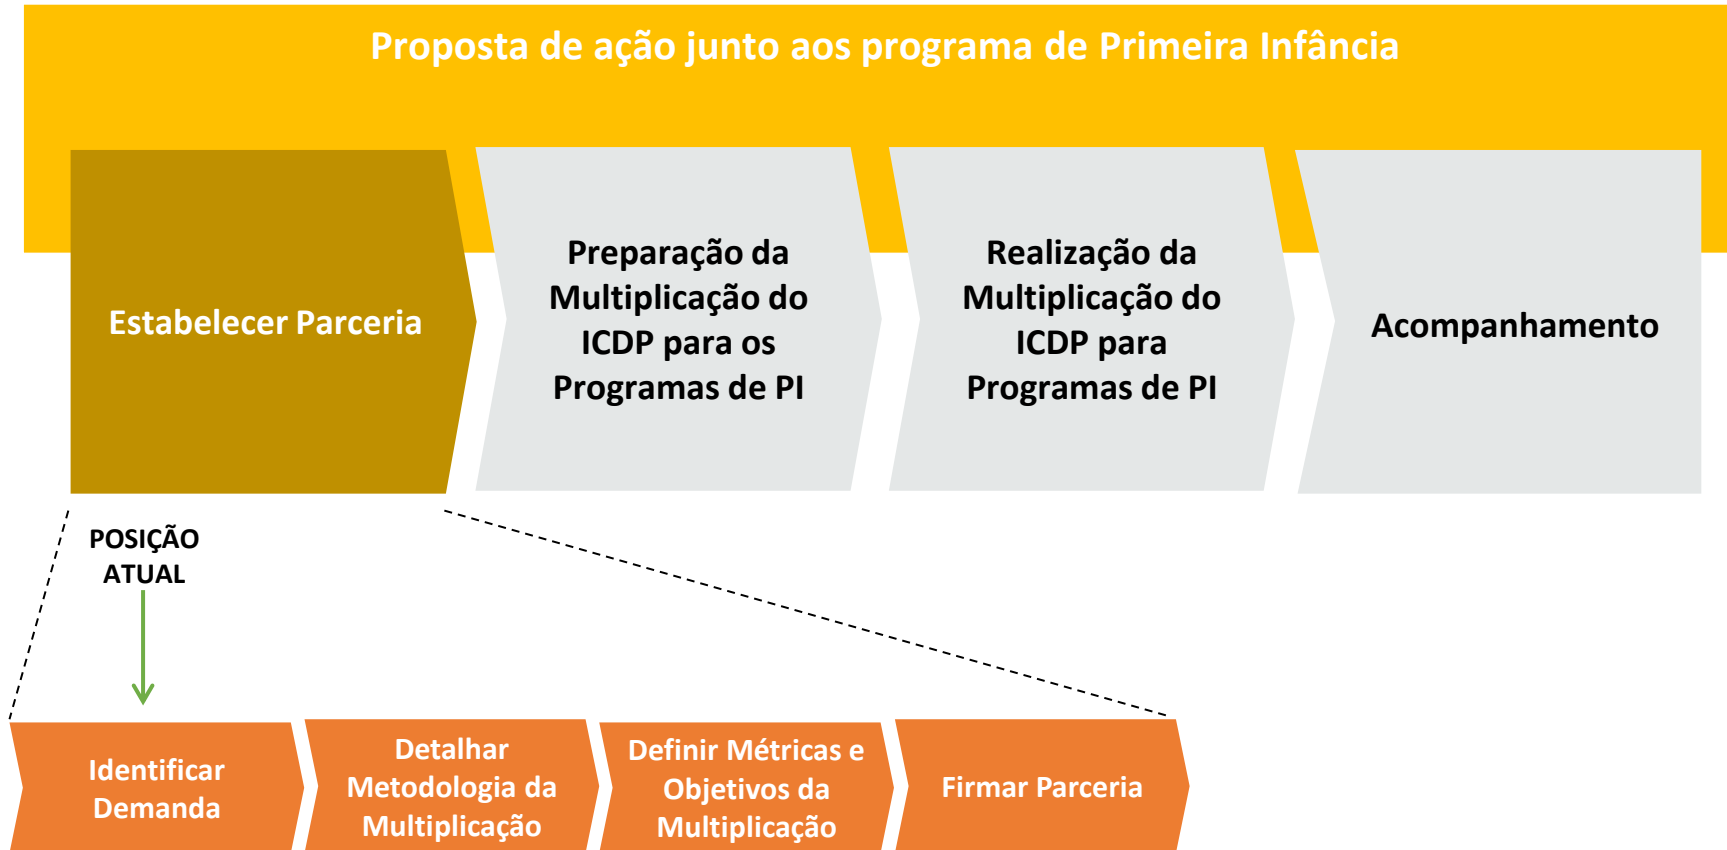 Proposta de ação junto aos programa de Primeira Infância
Estabelecer Parceria
Preparação da
Multiplicação do
ICDP para os
Programas de PI
Realização da
Multiplicação do
ICDP para
Programas de PI
Acompanhamento
POSIÇÃO
ATUAL
Identificar
Demanda
Detalhar
Metodologia da
Multiplicação
Definir Métricas e
Objetivos da
Multiplicação
Firmar Parceria